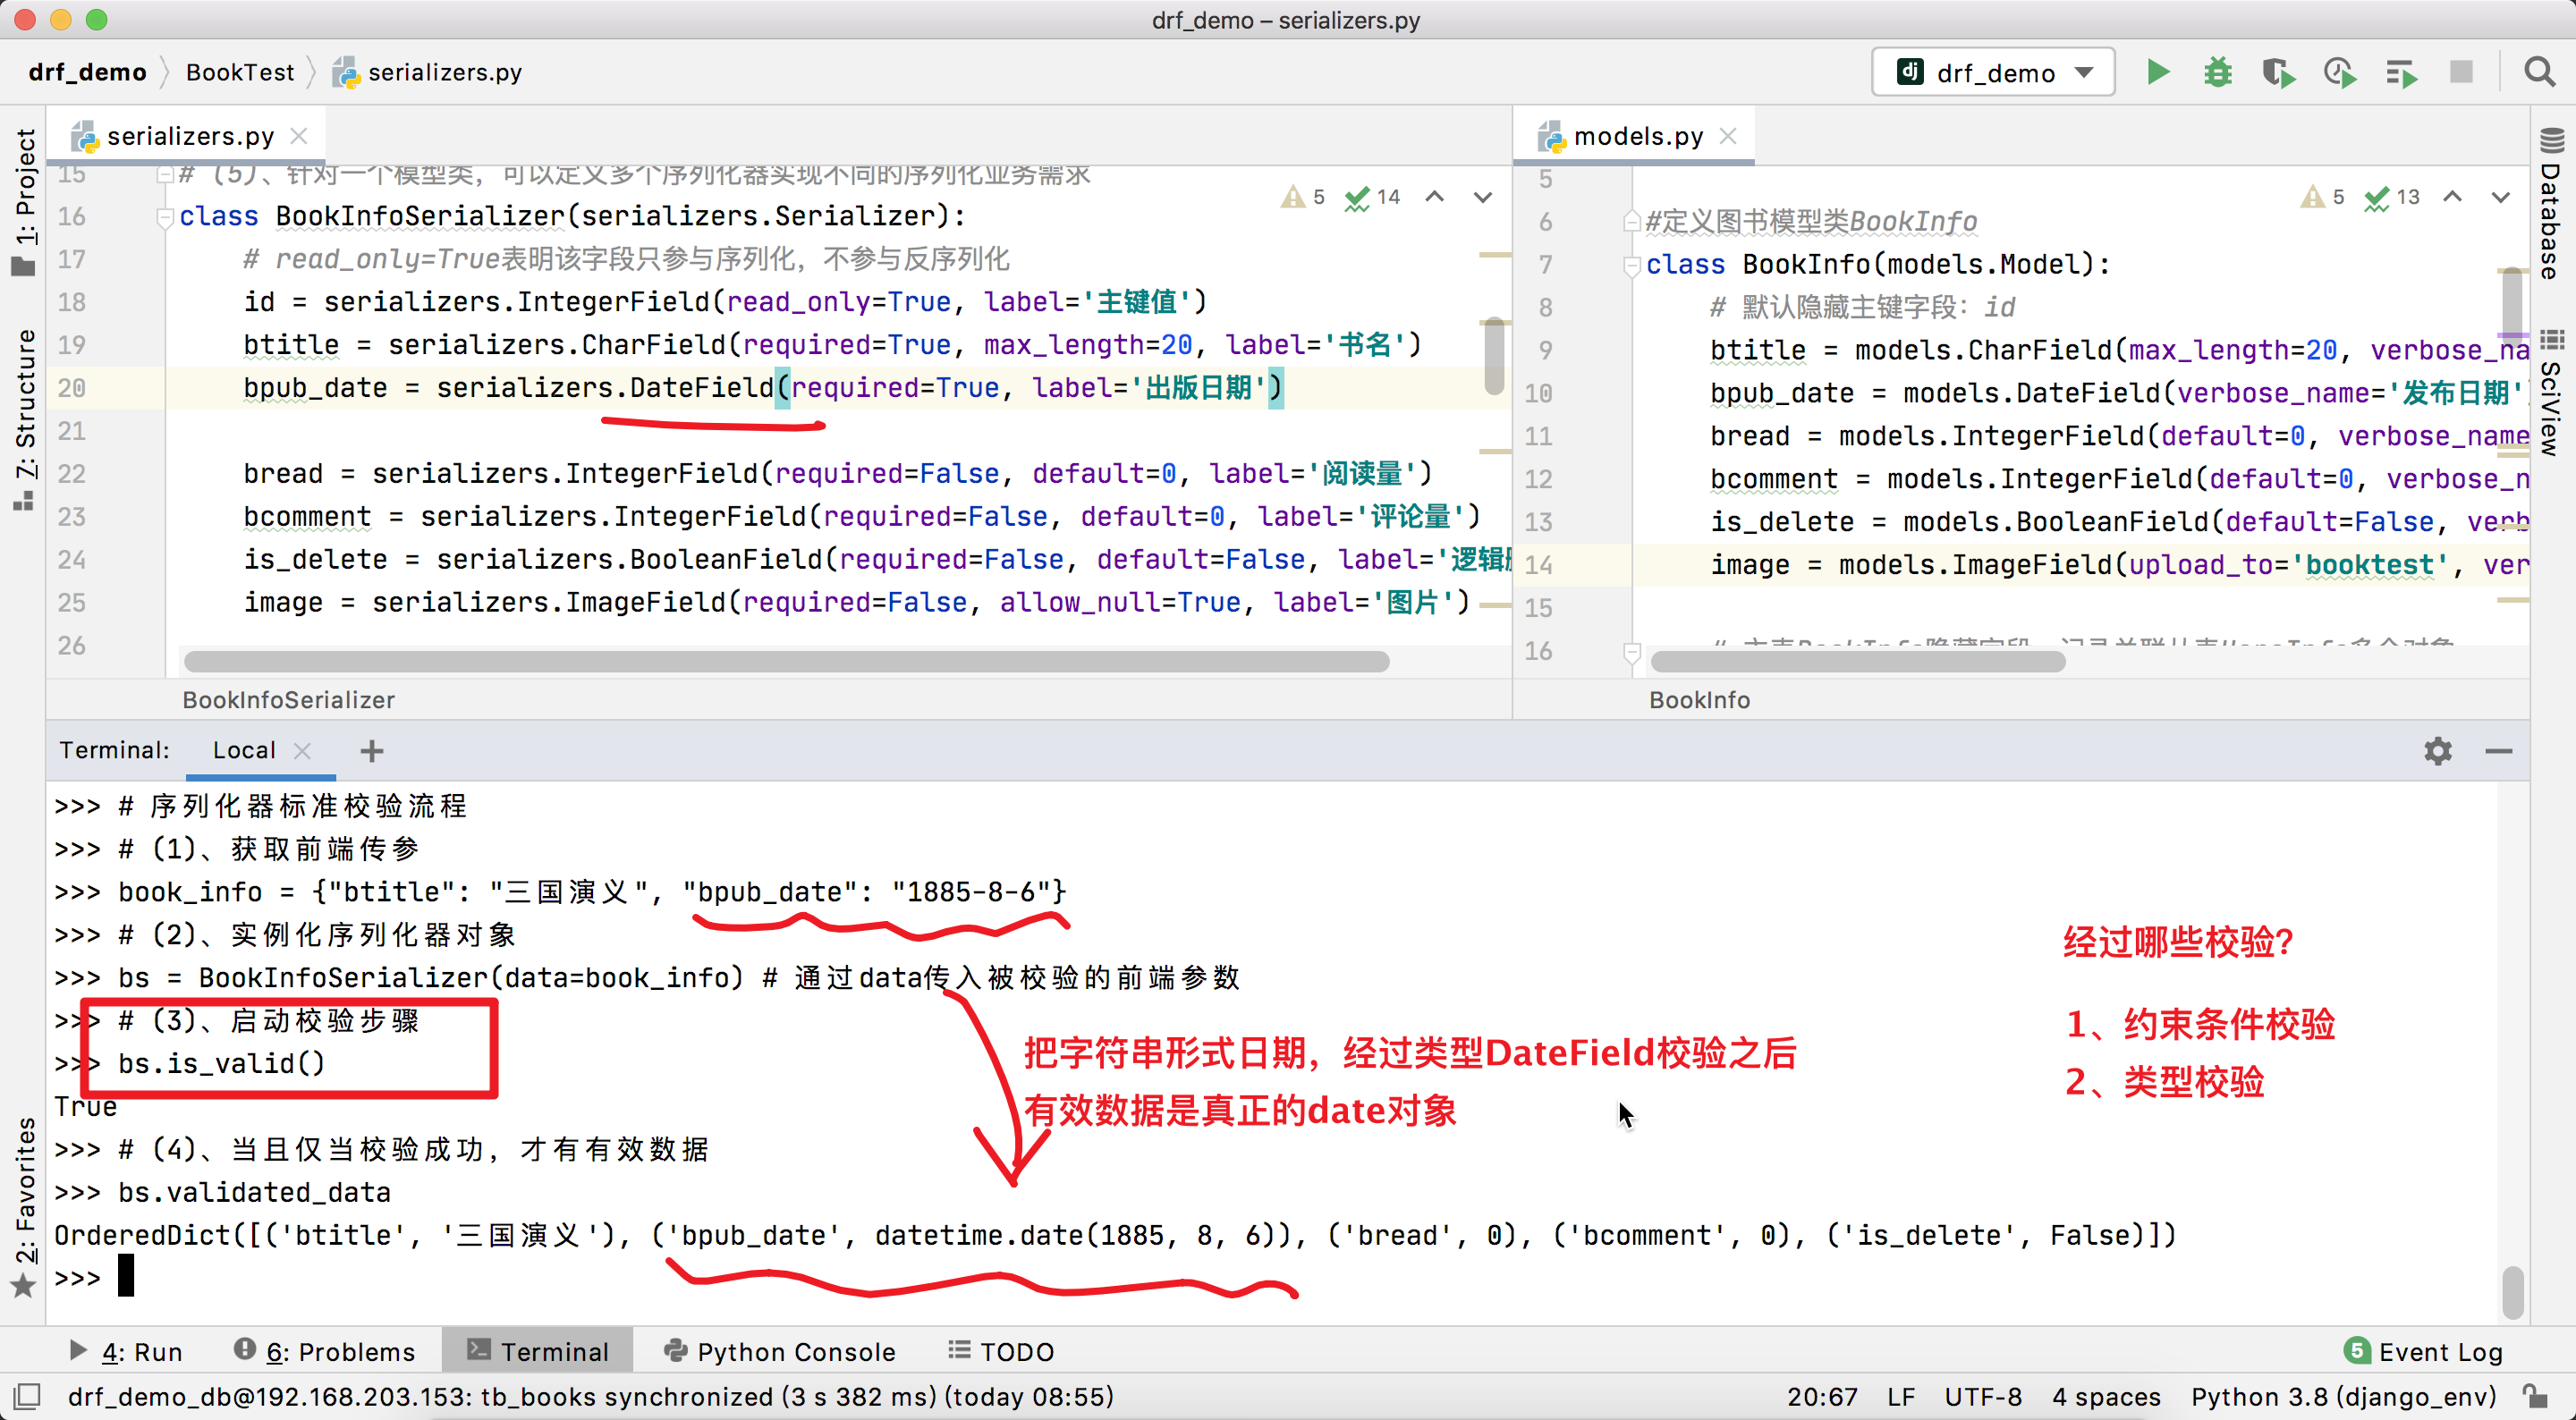 drf_demo – serializers.py
drf_demo BookTest serializers.py
drf_demo
1: Project
7: Structure
2: Favorites
Database
SciView
serializers.py
5 14
15 # (5)、针对一个模型类，可以定义多个序列化器实现不同的序列化业务需求
16 class BookInfoSerializer(serializers.Serializer):
17 # read_only=True表明该字段只参与序列化，不参与反序列化
18 id = serializers.IntegerField(read_only=True, label='主键值')
19 btitle = serializers.CharField(required=True, max_length=20, label='书名')
20 bpub_date = serializers.DateField(required=True, label='出版日期')
21
22 bread = serializers.IntegerField(required=False, default=0, label='阅读量')
23 bcomment = serializers.IntegerField(required=False, default=0, label='评论量')
24 is_delete = serializers.BooleanField(required=False, default=False, label='逻辑
25 image = serializers.ImageField(required=False, allow_null=True, label='图片')
26
BookInfoSerializer
models.py
5 13
5
6 #定义图书模型类BookInfo
7 class BookInfo(models.Model):
8 # 默认隐藏主键字段：id
9 btitle = models.CharField(max_length=20, verbose_na
10 bpub_date = models.DateField(verbose_name='发布日期'
11 bread = models.IntegerField(default=0, verbose_name
12 bcomment = models.IntegerField(default=0, verbose_n
13 is_delete = models.BooleanField(default=False, verb
14 image = models.ImageField(upload_to='booktest', ver
15
16
BookInfo
Terminal: Local
>>> # 序列化器标准校验流程
>>> # (1)、获取前端传参
>>> book_info = {"btitle": "三国演义", "bpub_date": "1885-8-6"}
>>> # (2)、实例化序列化器对象
>>> bs = BookInfoSerializer(data=book_info) # 通过data传入被校验的前端参数
>>> # (3)、启动校验步骤
>>> bs.is_valid()
True
>>> # (4)、当且仅当校验成功，才有有效数据
>>> bs.validated_data
OrderedDict([('btitle', '三国演义'), ('bpub_date', datetime.date(1885, 8, 6)), ('bread', 0), ('bcomment', 0), ('is_delete', False)])
>>>
把字符串形式日期，经过类型DateField校验之后
有效数据是真正的date对象
经过哪些校验?
1、约束条件校验
2、类型校验
4: Run 6: Problems Terminal Python Console TODO 5 Event Log
drf_demo_db@192.168.203.153: tb_books synchronized (3 s 382 ms) (today 08:55) 20:67 LF UTF-8 4 spaces Python 3.8 (django_env)